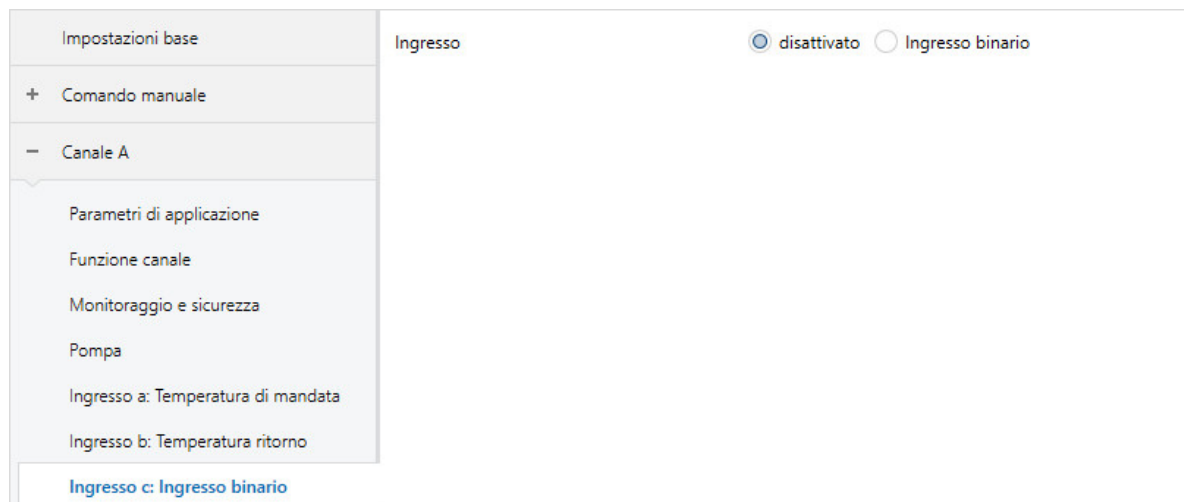 Impostazioni base
Ingresso disattivato Ingresso binario
+ Comando manuale
− Canale A
Parametri di applicazione
Funzione canale
Monitoraggio e sicurezza
Pompa
Ingresso a: Temperatura di mandata
Ingresso b: Temperatura ritorno
Ingresso c: Ingresso binario